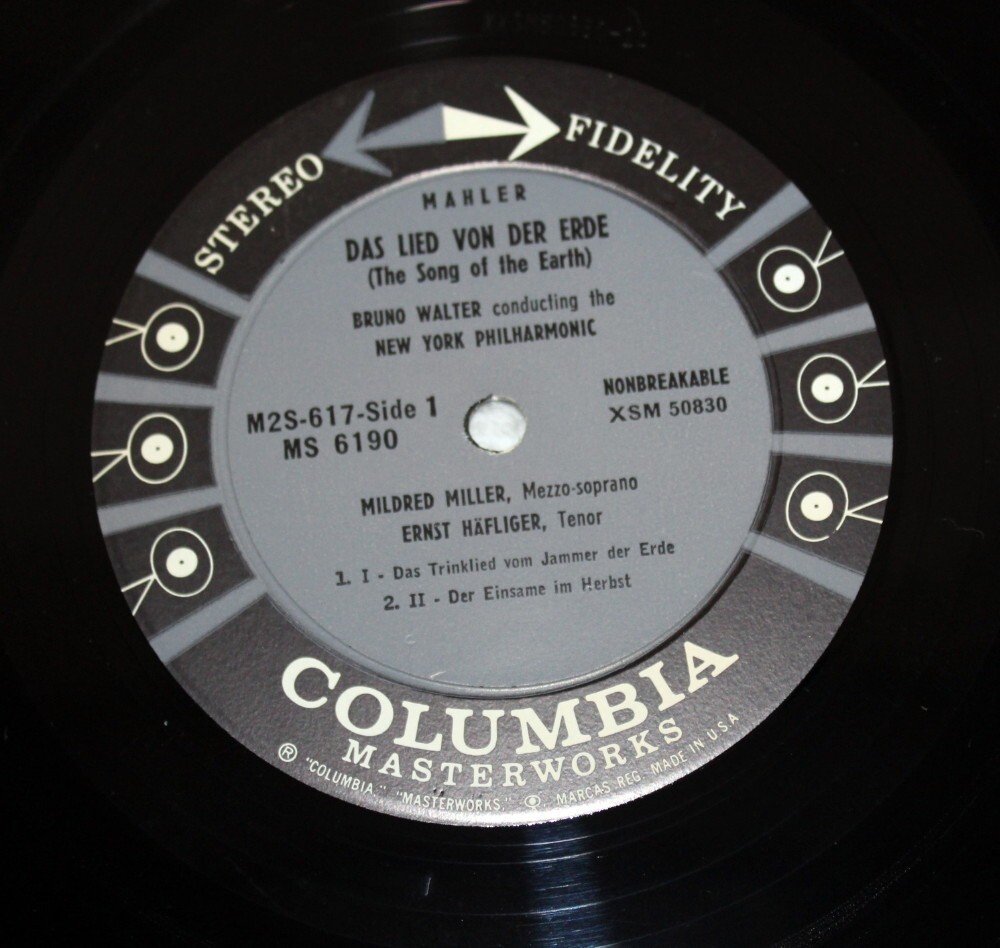 STEREO FIDELITY
MAHLER
DAS LIED VON DER ERDE
(The Song of the Earth)
BRUNO WALTER conducting the
NEW YORK PHILHARMONIC
M2S-617-Side 1
MS 6190
NONBREAKABLE
XSM 50830
MILDRED MILLER, Mezzo-soprano
ERNST HÄFLIGER, Tenor
1. I - Das Trinklied vom Jammer der Erde
2. II - Der Einsame im Herbst
COLUMBIA
MASTERWORKS
® "COLUMBIA," "MASTERWORKS," MARCAS REG. MADE IN U.S.A